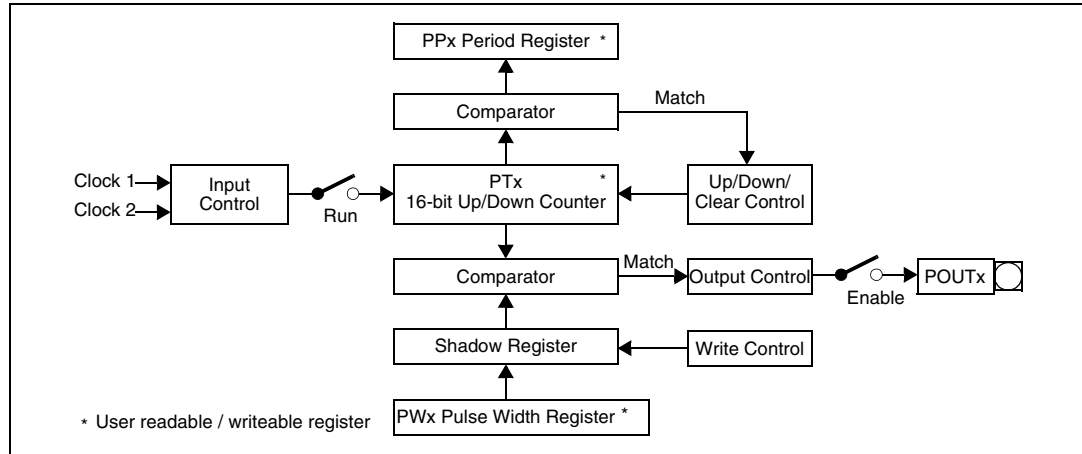 PPx Period Register *
Comparator
Match
Clock 1
Clock 2
Input
Control
Run
PTx *
16-bit Up/Down Counter
Up/Down/
Clear Control
Comparator
Match
Output Control
Enable
POUTx
Shadow Register
Write Control
PWx Pulse Width Register *
* User readable / writeable register